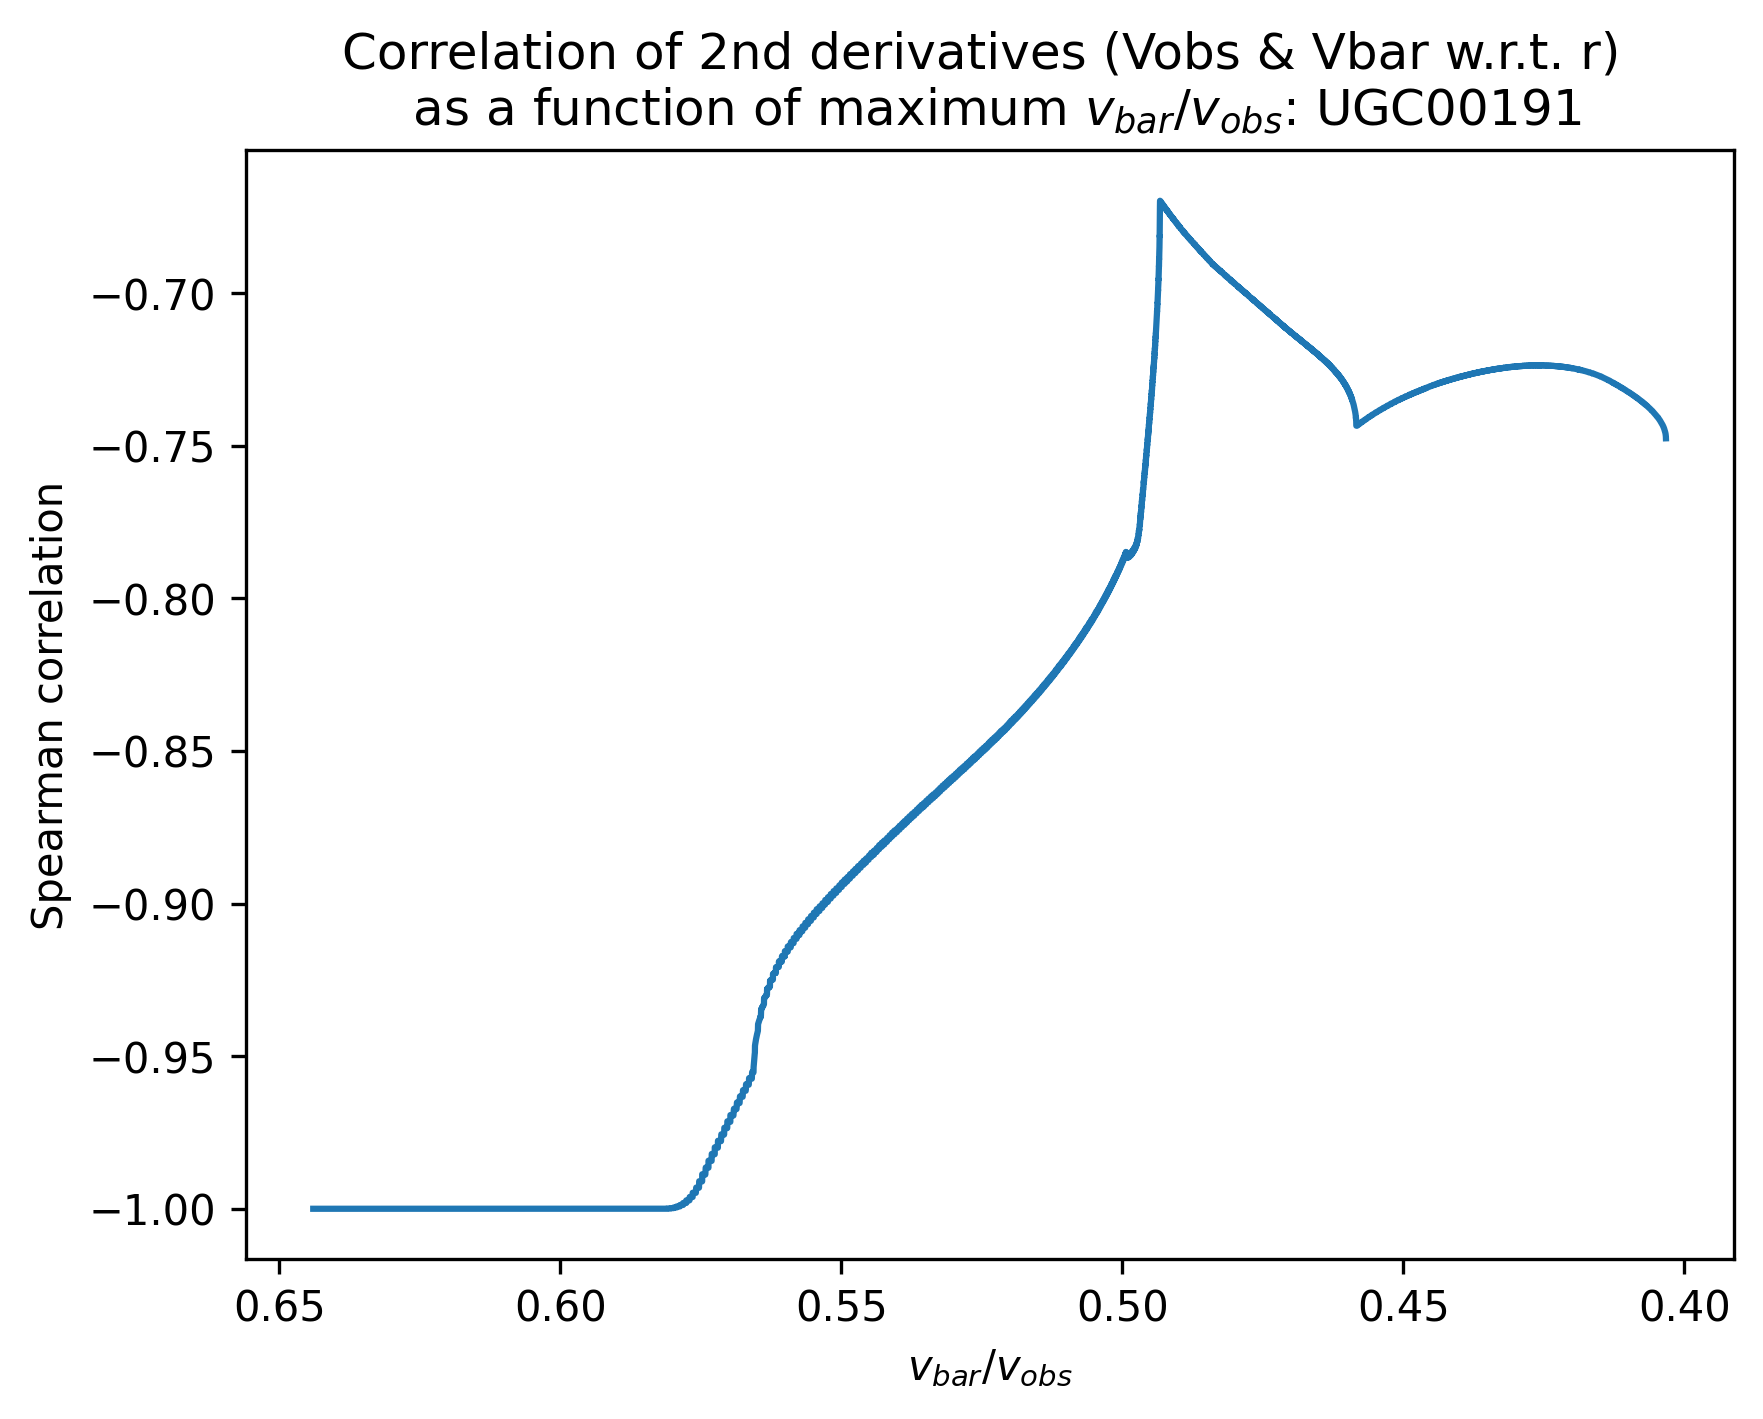 Correlation of 2nd derivatives (Vobs & Vbar w.r.t. r)
as a function of maximum v_bar/v_obs: UGC00191
Spearman correlation
−0.70
−0.75
−0.80
−0.85
−0.90
−0.95
−1.00
0.65 0.60 0.55 0.50 0.45 0.40
v_bar/v_obs